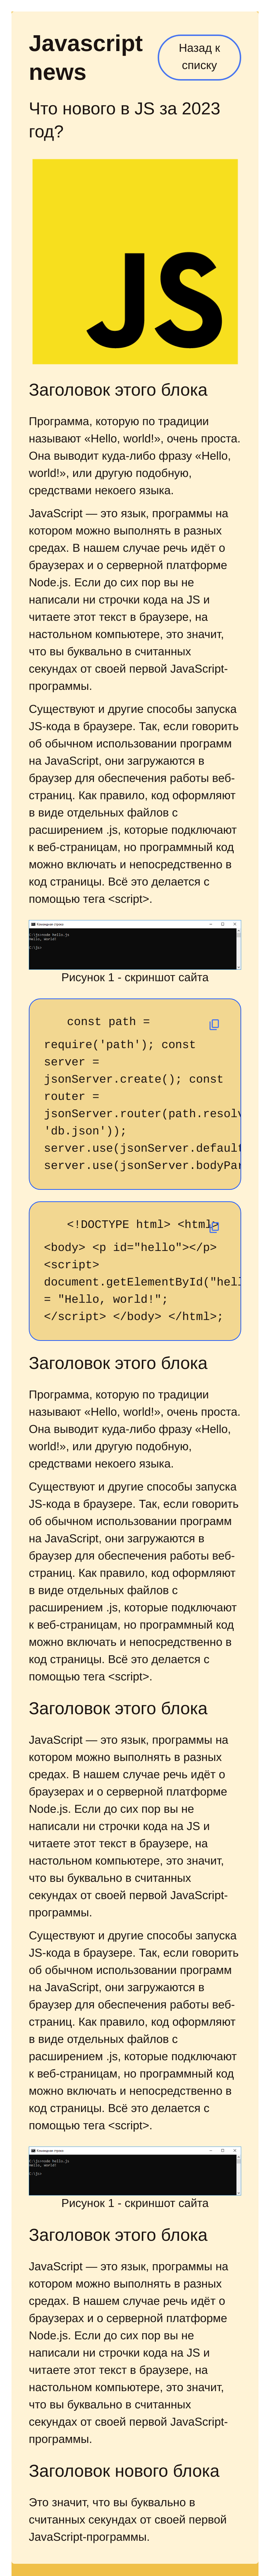 Javascript
news
Назад к
списку
Что нового в JS за 2023
год?
JS
Заголовок этого блока
Программа, которую по традиции
называют «Hello, world!», очень проста.
Она выводит куда-либо фразу «Hello,
world!», или другую подобную,
средствами некоего языка.
JavaScript — это язык, программы на
котором можно выполнять в разных
средах. В нашем случае речь идёт о
браузерах и о серверной платформе
Node.js. Если до сих пор вы не
написали ни строчки кода на JS и
читаете этот текст в браузере, на
настольном компьютере, это значит,
что вы буквально в считанных
секундах от своей первой JavaScript-
программы.
Существуют и другие способы запуска
JS-кода в браузере. Так, если говорить
об обычном использовании программ
на JavaScript, они загружаются в
браузер для обеспечения работы веб-
страниц. Как правило, код оформляют
в виде отдельных файлов с
расширением .js, которые подключают
к веб-страницам, но программный код
можно включать и непосредственно в
код страницы. Всё это делается с
помощью тега <script>.
Командная строка
C:\js>node hello.js
Hello, world!
C:\js>
Рисунок 1 - скриншот сайта
const path =
require('path'); const
server =
jsonServer.create(); const
router =
jsonServer.router(path.resolv
'db.json'));
server.use(jsonServer.default
server.use(jsonServer.bodyPar
<!DOCTYPE html> <html>
<body> <p id="hello"></p>
<script>
document.getElementById("hell
= "Hello, world!";
</script> </body> </html>;
Заголовок этого блока
Программа, которую по традиции
называют «Hello, world!», очень проста.
Она выводит куда-либо фразу «Hello,
world!», или другую подобную,
средствами некоего языка.
Существуют и другие способы запуска
JS-кода в браузере. Так, если говорить
об обычном использовании программ
на JavaScript, они загружаются в
браузер для обеспечения работы веб-
страниц. Как правило, код оформляют
в виде отдельных файлов с
расширением .js, которые подключают
к веб-страницам, но программный код
можно включать и непосредственно в
код страницы. Всё это делается с
помощью тега <script>.
Заголовок этого блока
JavaScript — это язык, программы на
котором можно выполнять в разных
средах. В нашем случае речь идёт о
браузерах и о серверной платформе
Node.js. Если до сих пор вы не
написали ни строчки кода на JS и
читаете этот текст в браузере, на
настольном компьютере, это значит,
что вы буквально в считанных
секундах от своей первой JavaScript-
программы.
Существуют и другие способы запуска
JS-кода в браузере. Так, если говорить
об обычном использовании программ
на JavaScript, они загружаются в
браузер для обеспечения работы веб-
страниц. Как правило, код оформляют
в виде отдельных файлов с
расширением .js, которые подключают
к веб-страницам, но программный код
можно включать и непосредственно в
код страницы. Всё это делается с
помощью тега <script>.
Командная строка
C:\js>node hello.js
Hello, world!
C:\js>
Рисунок 1 - скриншот сайта
Заголовок этого блока
JavaScript — это язык, программы на
котором можно выполнять в разных
средах. В нашем случае речь идёт о
браузерах и о серверной платформе
Node.js. Если до сих пор вы не
написали ни строчки кода на JS и
читаете этот текст в браузере, на
настольном компьютере, это значит,
что вы буквально в считанных
секундах от своей первой JavaScript-
программы.
Заголовок нового блока
Это значит, что вы буквально в
считанных секундах от своей первой
JavaScript-программы.